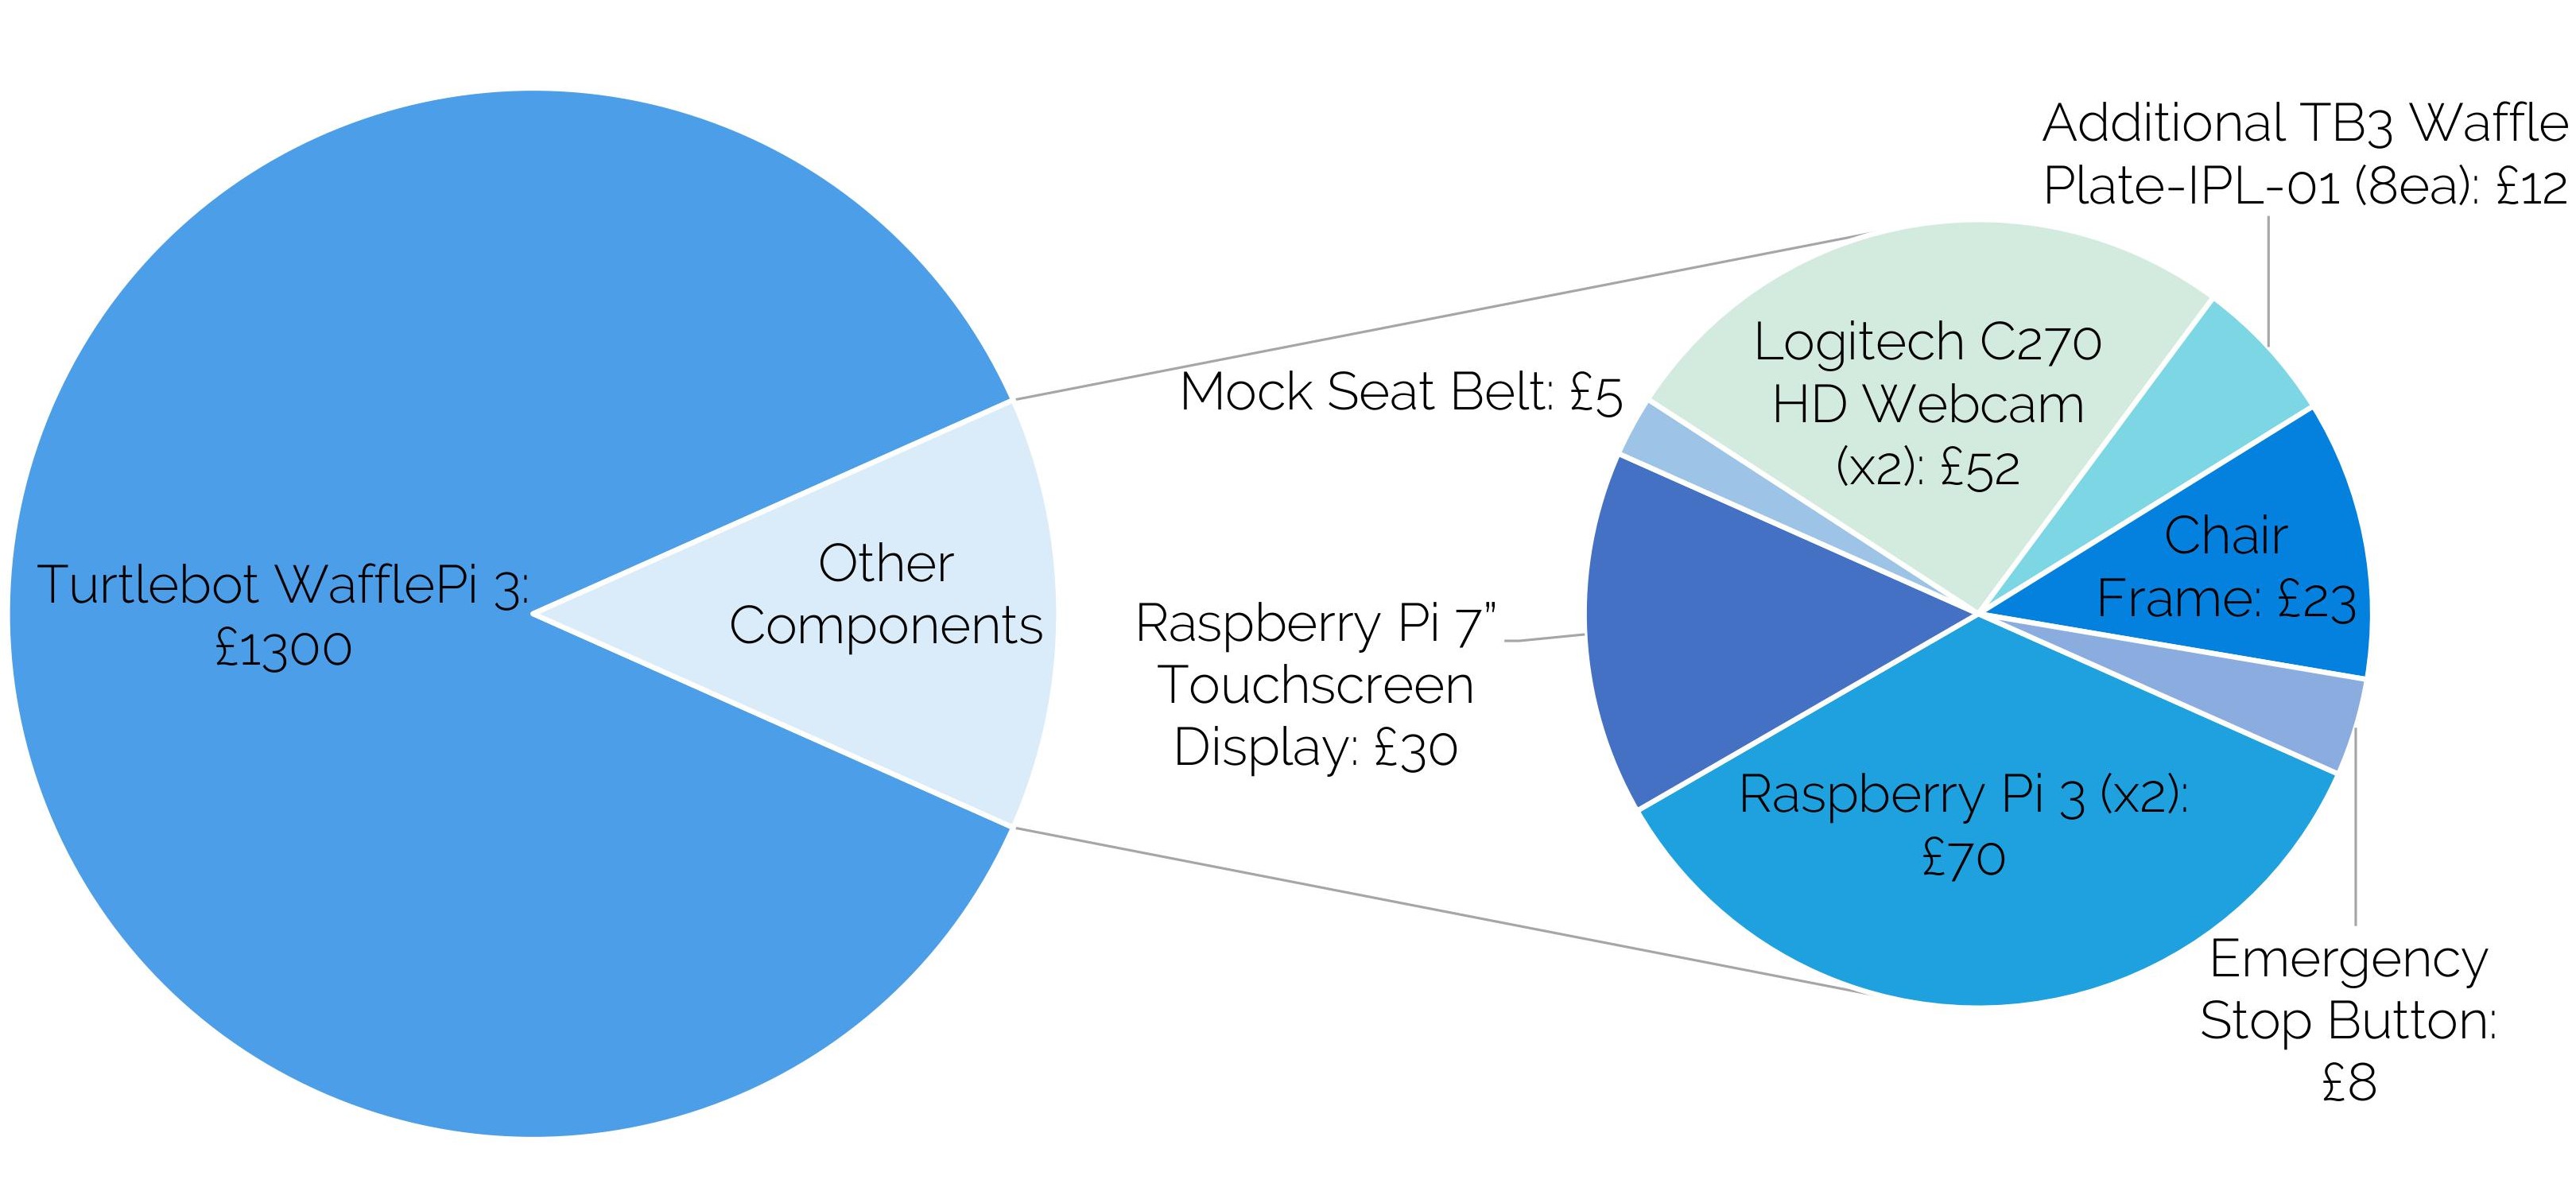 Turtlebot WafflePi 3:
£1300
Other
Components
Mock Seat Belt: £5
Raspberry Pi 7”
Touchscreen
Display: £30
Logitech C270
HD Webcam
(x2): £52
Additional TB3 Waffle
Plate-IPL-01 (8ea): £12
Chair
Frame: £23
Raspberry Pi 3 (x2):
£70
Emergency
Stop Button:
£8